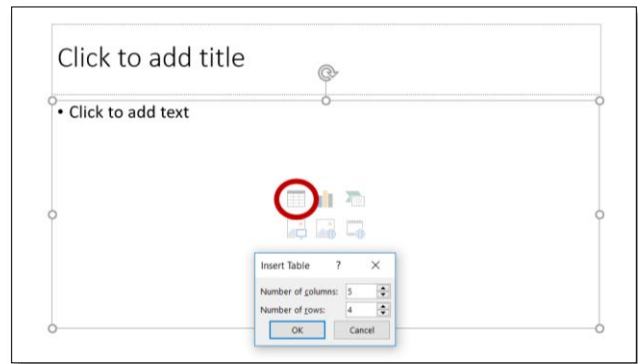 Click to add title
• Click to add text
Insert Table ? ×
Number of columns: 5
Number of rows: 4
OK Cancel